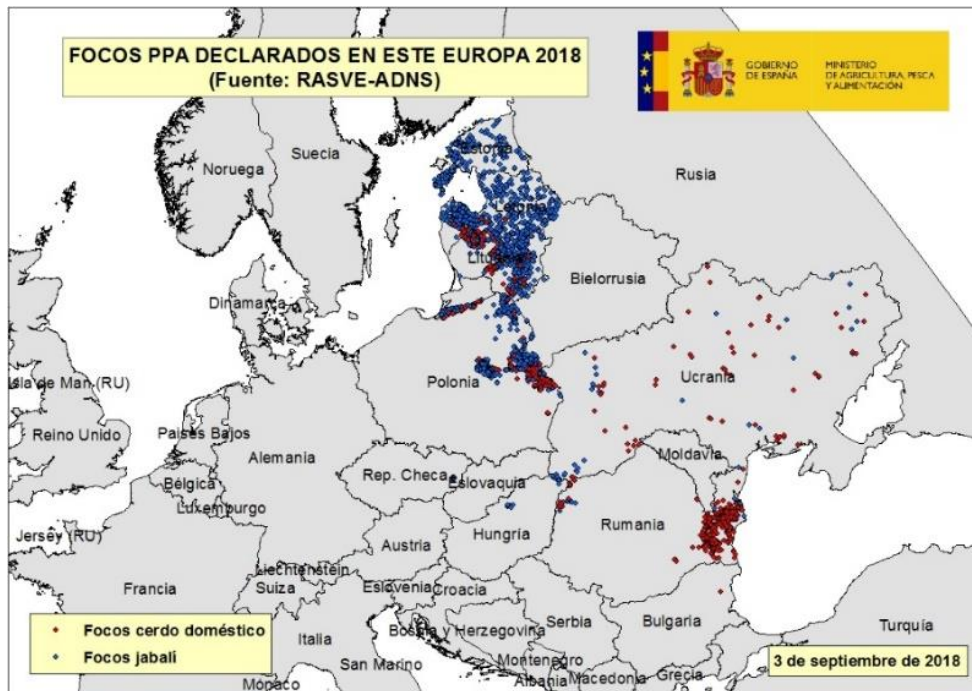 FOCOS PPA DECLARADOS EN ESTE EUROPA 2018
(Fuente: RASVE-ADNS)
GOBIERNO
DE ESPAÑA
MINISTERIO
DE AGRICULTURA, PESCA
Y ALIMENTACIÓN
Estonia
Suecia
Noruega
Rusia
Letonia
Lituania
Bielorrusia
Dinamarca
Isla de Man (RU)
Polonia
Ucrania
Reino Unido
Paises Bajos
Alemania
Moldavia
Bélgica
Rep. Checa
Eslovaquia
Luxemburgo
Jersey (RU)
Hungría
Rumania
Austria
Liechtenstein
Francia
Suiza
Eslovenia
Croacia
Serbia
Bulgaria
Turquía
Focos cerdo doméstico
Italia
Bosnia y Herzegovina
Focos jabalí
San Marino
Montenegro
3 de septiembre de 2018
Mónaco
Albania
Macedonia
Grecia